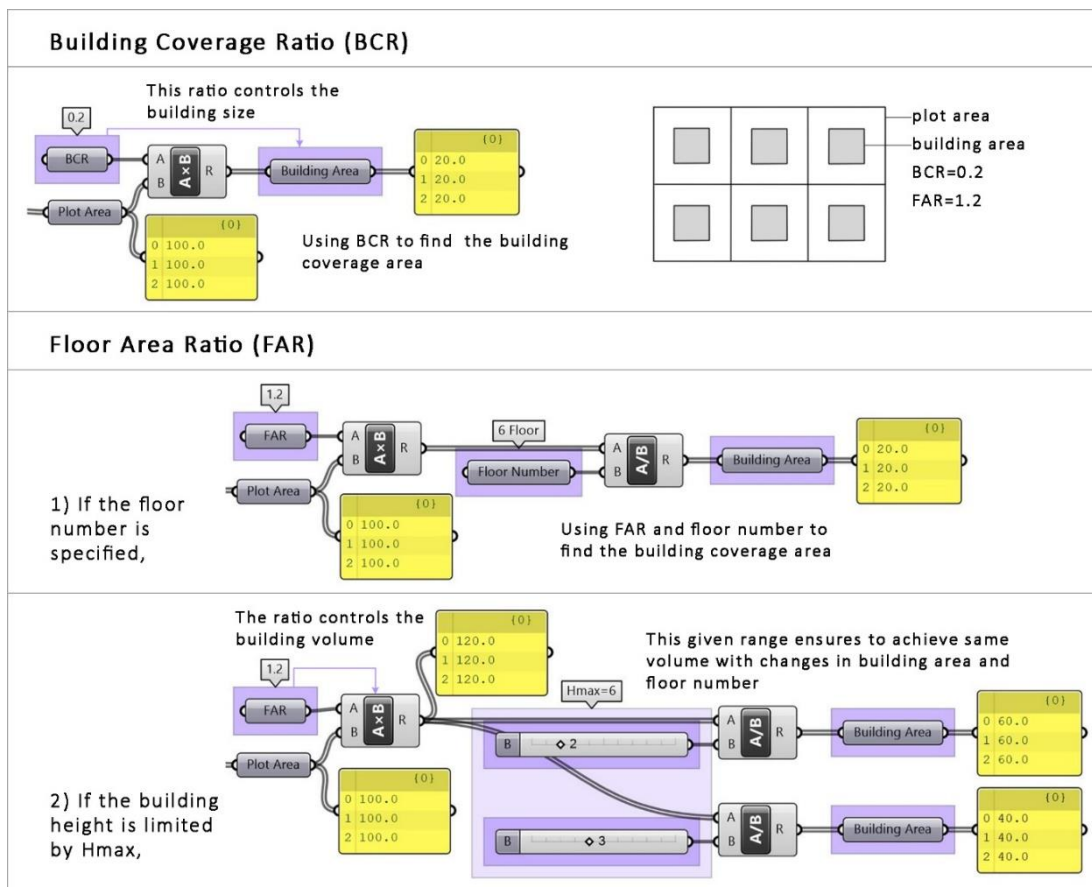 Building Coverage Ratio (BCR)
This ratio controls the
building size
0.2
BCR
A
B
A×B
R
Building Area
{0}
0 20.0
1 20.0
2 20.0
Plot Area
{0}
0 100.0
1 100.0
2 100.0
Using BCR to find the building
coverage area
plot area
building area
BCR=0.2
FAR=1.2
Floor Area Ratio (FAR)
1.2
FAR
A
B
A×B
R
6 Floor
Floor Number
A
B
A/B
R
Building Area
{0}
0 20.0
1 20.0
2 20.0
Plot Area
{0}
0 100.0
1 100.0
2 100.0
1) If the floor
number is
specified,
Using FAR and floor number to
find the building coverage area
The ratio controls the
building volume
{0}
0 120.0
1 120.0
2 120.0
This given range ensures to achieve same
volume with changes in building area and
floor number
1.2
FAR
A
B
A×B
R
Hmax=6
B
2
A
B
A/B
R
Building Area
{0}
0 60.0
1 60.0
2 60.0
Plot Area
{0}
0 100.0
1 100.0
2 100.0
2) If the building
height is limited
by Hmax,
B
3
A
B
A/B
R
Building Area
{0}
0 40.0
1 40.0
2 40.0